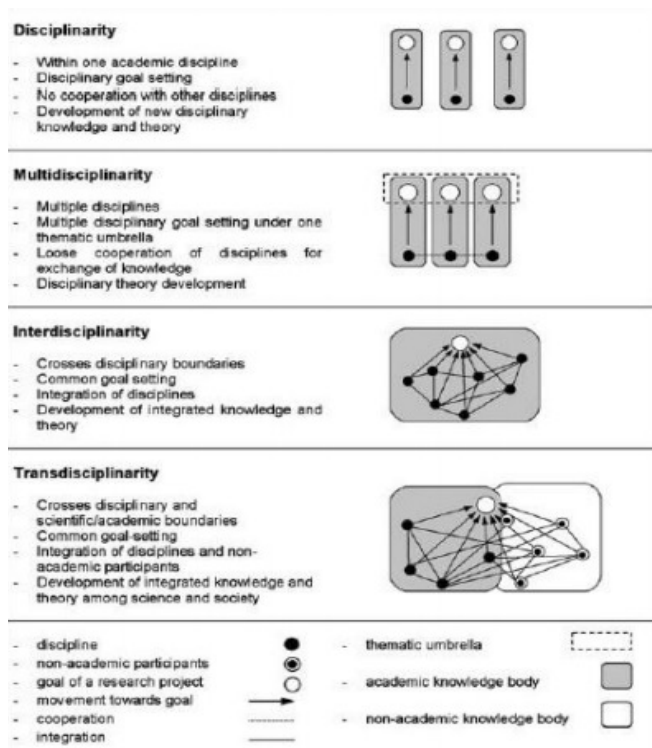 Disciplinarity
- Within one academic discipline
- Disciplinary goal setting
- No cooperation with other disciplines
- Development of new disciplinary
knowledge and theory
Multidisciplinarity
- Multiple disciplines
- Multiple disciplinary goal setting under one
thematic umbrella
- Loose cooperation of disciplines for
exchange of knowledge
- Disciplinary theory development
Interdisciplinarity
- Crosses disciplinary boundaries
- Common goal setting
- Integration of disciplines
- Development of integrated knowledge and
theory
Transdisciplinarity
- Crosses disciplinary and
scientific/academic boundaries
- Common goal-setting
- Integration of disciplines and non-
academic participants
- Development of integrated knowledge and
theory among science and society
- discipline
- non-academic participants
- goal of a research project
- movement towards goal
- cooperation
- integration
- thematic umbrella
- academic knowledge body
- non-academic knowledge body